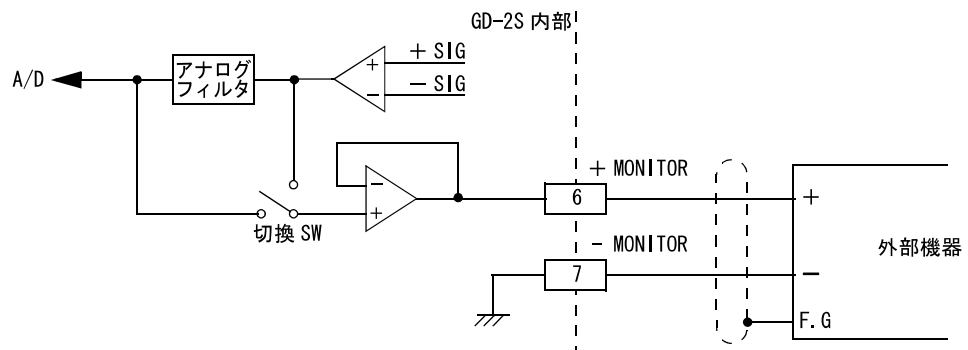 GD-2S 内部
A/D
アナログ
フィルタ
+ SIG
- SIG
+
-
-
+
切換 SW
+ MONITOR
6
- MONITOR
7
+
-
F.G
外部機器